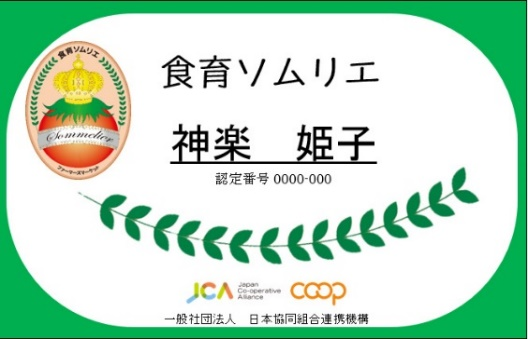 食育ソムリエ
Sommelier
ファーマーズマーケット
食育ソムリエ
神楽　姫子
認定番号 0000-000
JCA Japan Co-operative Alliance
coop
一般社団法人　日本協同組合連携機構